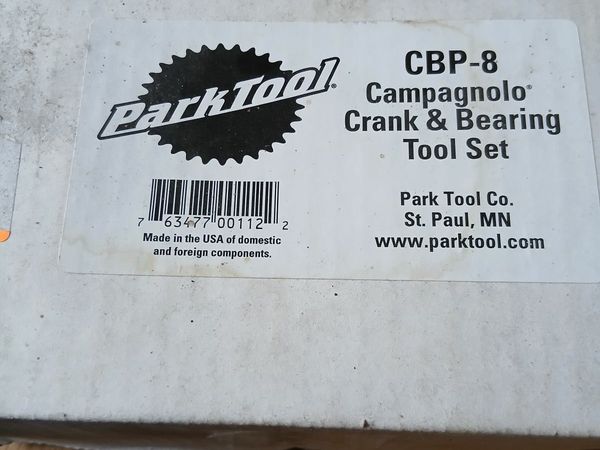 ParkTool®
CBP-8
Campagnolo®
Crank & Bearing
Tool Set
7 63477 00112 2
Made in the USA of domestic
and foreign components.
Park Tool Co.
St. Paul, MN
www.parktool.com